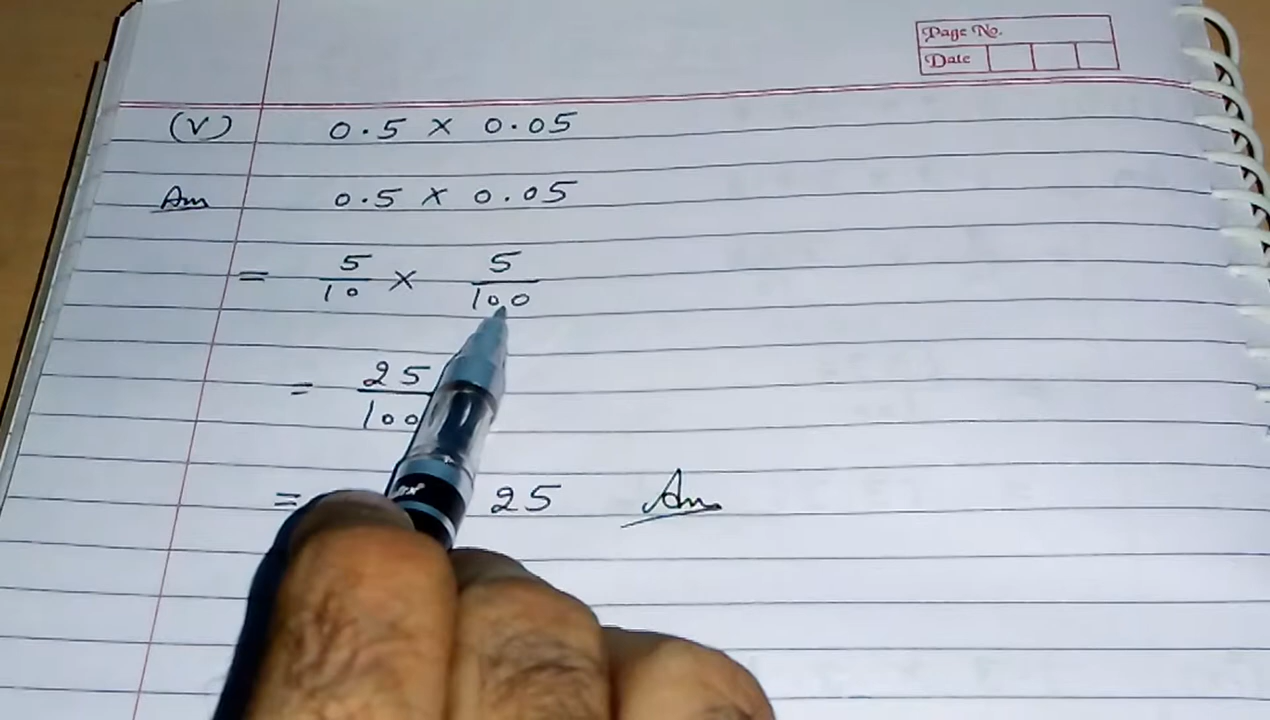 Page No.
Date
(V) 0.5 × 0.05
Ans 0.5 × 0.05
= 5/10 × 5/100
= 25/100
= 25 Ans